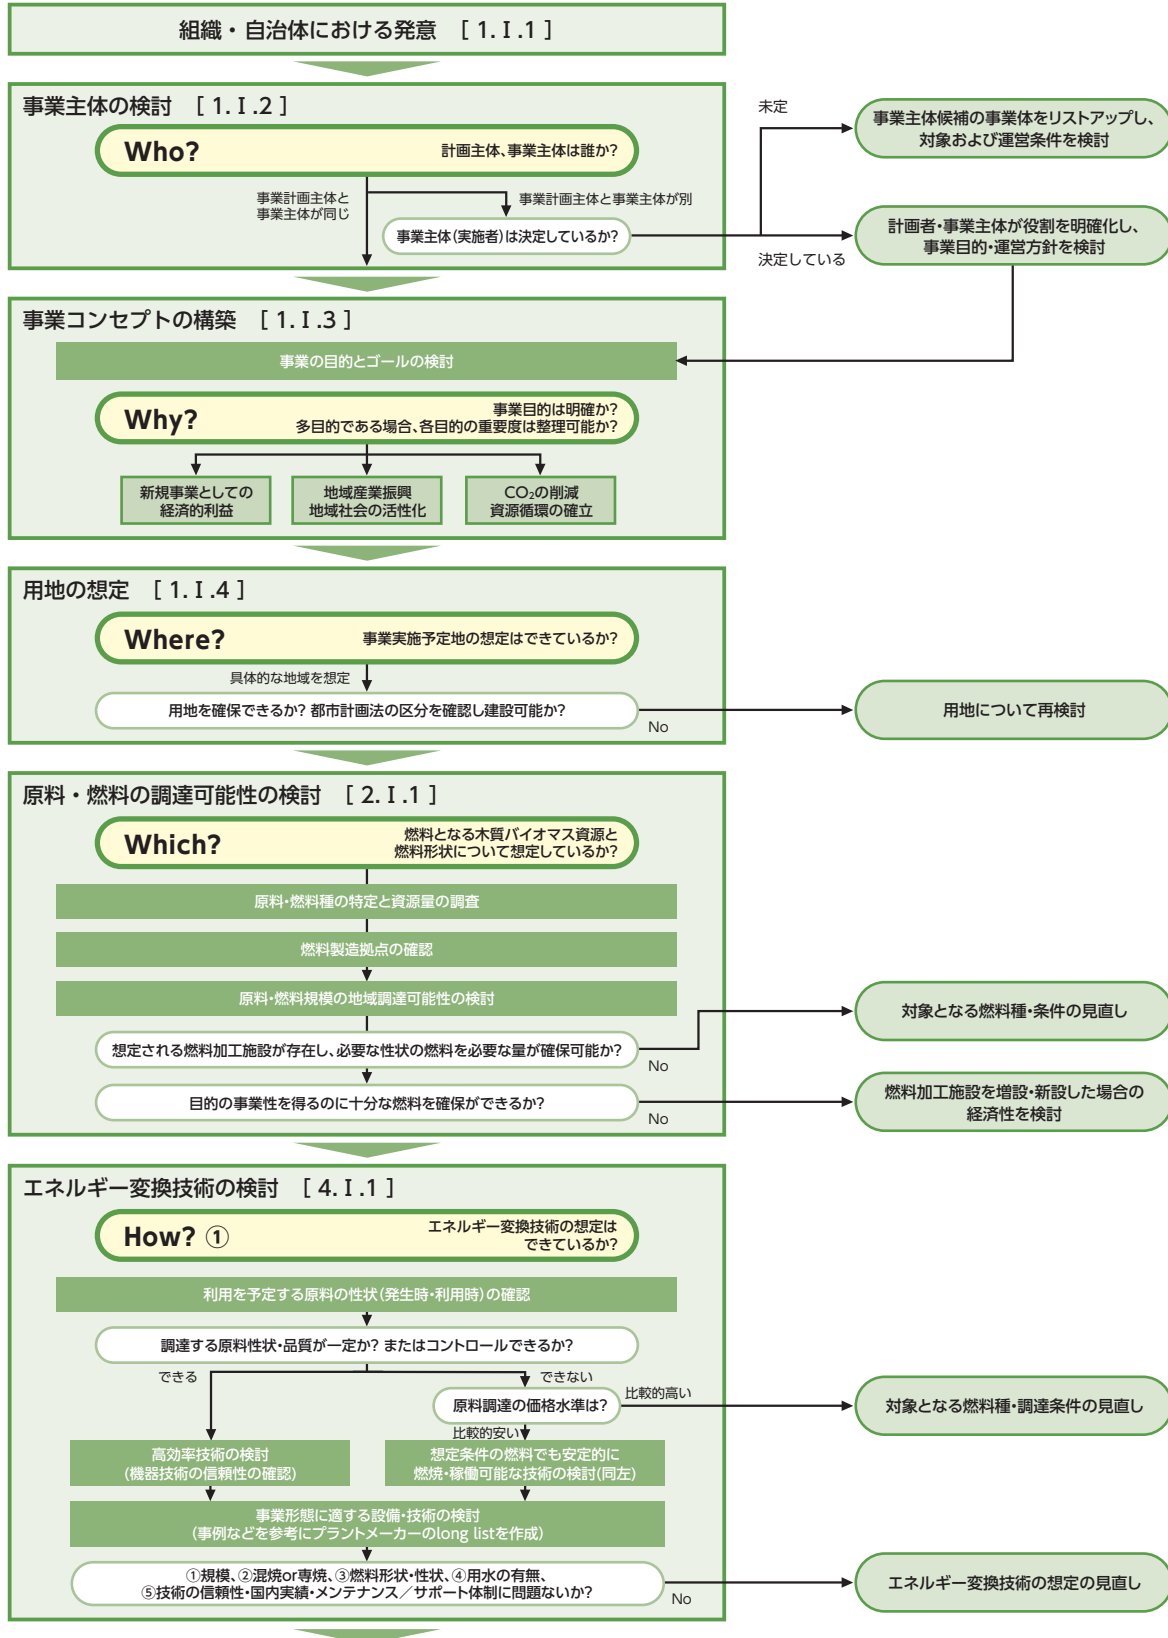 組織・自治体における発意 [ 1. I .1 ]
事業主体の検討 [ 1. I .2 ]
Who?
計画主体、事業主体は誰か?
事業計画主体と
事業主体が同じ
事業計画主体と事業主体が別
事業主体(実施者)は決定しているか?
未定
事業主体候補の事業体をリストアップし、
対象および運営条件を検討
決定している
計画者・事業主体が役割を明確化し、
事業目的・運営方針を検討
事業コンセプトの構築 [ 1. I .3 ]
事業の目的とゴールの検討
Why?
事業目的は明確か?
多目的である場合、各目的の重要度は整理可能か?
新規事業としての
経済的利益
地域産業振興
地域社会の活性化
CO₂の削減
資源循環の確立
用地の想定 [ 1. I .4 ]
Where?
事業実施予定地の想定はできているか?
具体的な地域を想定
用地を確保できるか? 都市計画法の区分を確認し建設可能か?
No
用地について再検討
原料・燃料の調達可能性の検討 [ 2. I .1 ]
Which?
燃料となる木質バイオマス資源と
燃料形状について想定しているか?
原料・燃料種の特定と資源量の調査
燃料製造拠点の確認
原料・燃料規模の地域調達可能性の検討
想定される燃料加工施設が存在し、必要な性状の燃料を必要な量が確保可能か?
No
対象となる燃料種・条件の見直し
目的の事業性を得るのに十分な燃料を確保ができるか?
No
燃料加工施設を増設・新設した場合の
経済性を検討
エネルギー変換技術の検討 [ 4. I .1 ]
How? ①
エネルギー変換技術の想定は
できているか?
利用を予定する原料の性状(発生時・利用時)の確認
調達する原料性状・品質が一定か? またはコントロールできるか?
できる
できない
原料調達の価格水準は?
比較的高い
対象となる燃料種・調達条件の見直し
比較的安い
高効率技術の検討
(機器技術の信頼性の確認)
想定条件の燃料でも安定的に
燃焼・稼働可能な技術の検討(同左)
事業形態に適する設備・技術の検討
(事例などを参考にプラントメーカーのlong listを作成)
①規模、②混焼or専焼、③燃料形状・性状、④用水の有無、
⑤技術の信頼性・国内実績・メンテナンス／サポート体制に問題ないか?
No
エネルギー変換技術の想定の見直し